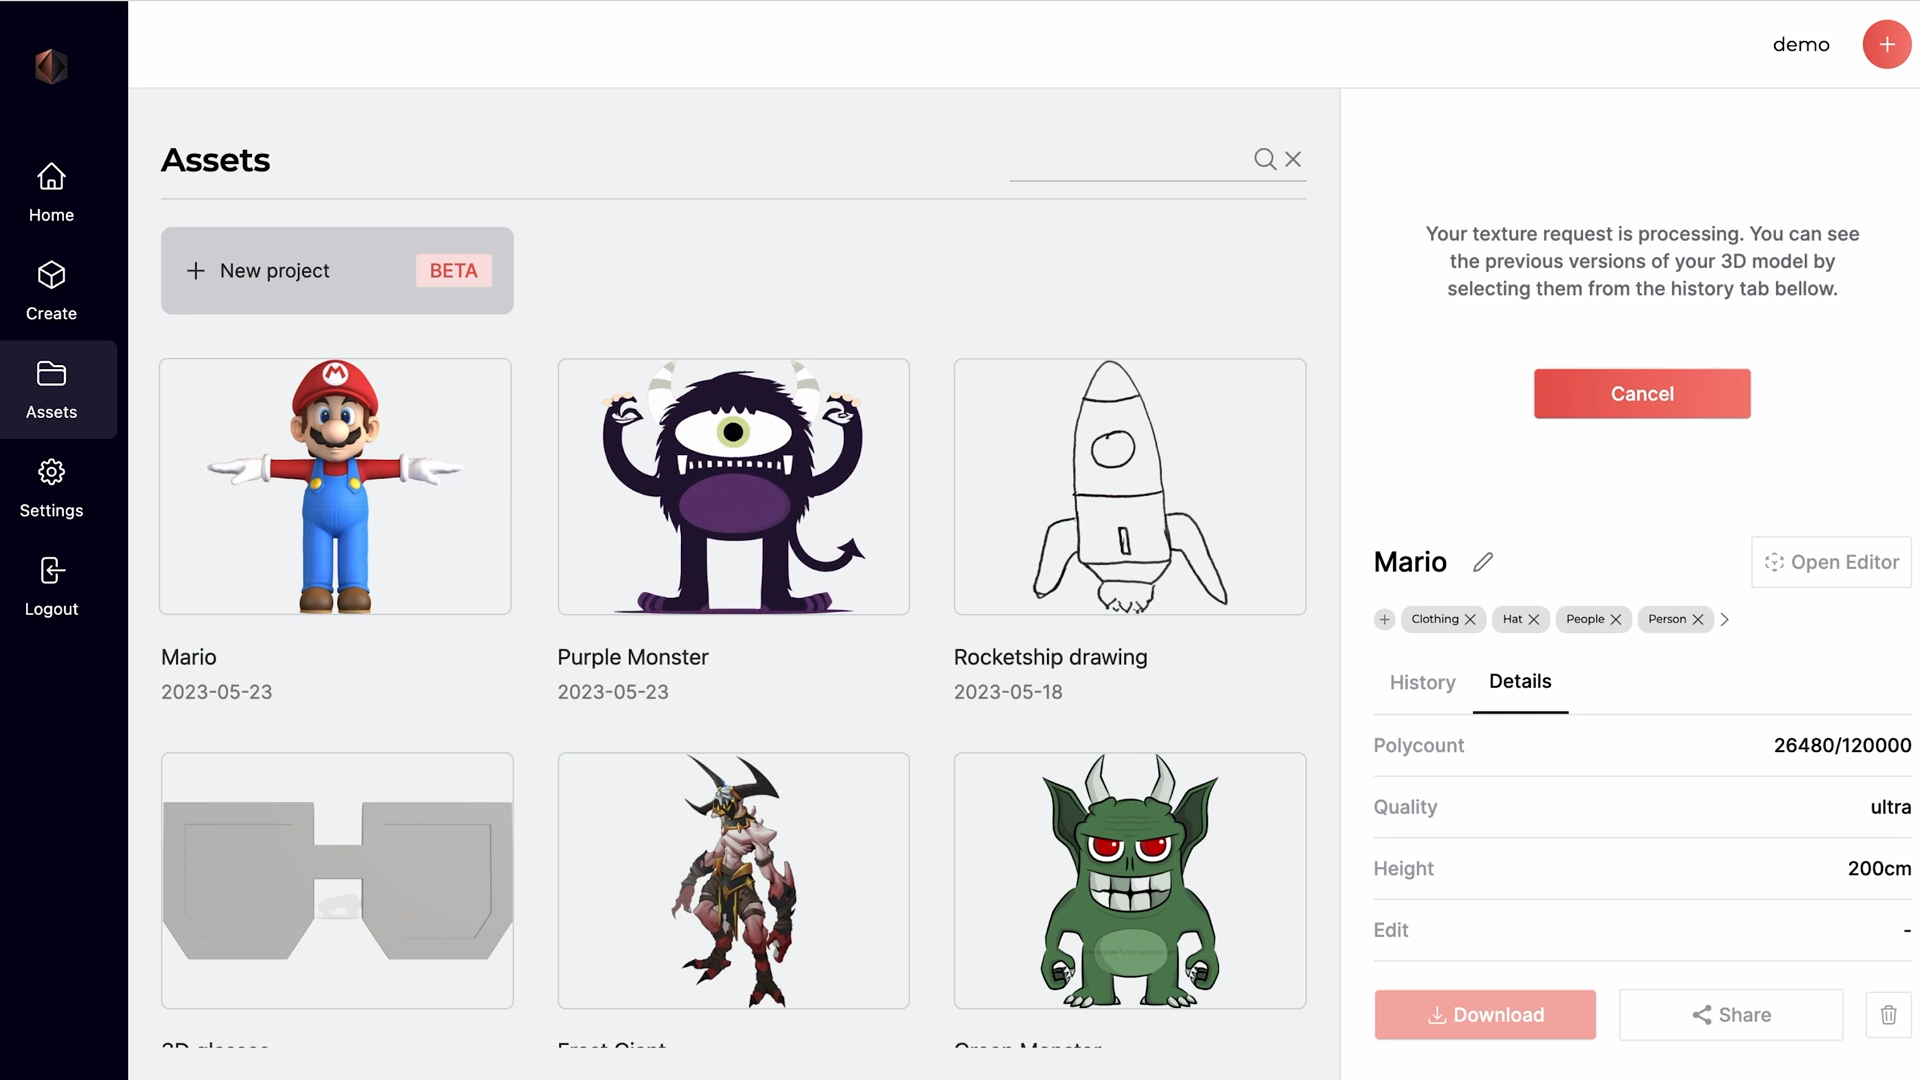 demo
Home
Create
Assets
Settings
Logout
Assets
New project
BETA
Mario
2023-05-23
Purple Monster
2023-05-23
Rocketship drawing
2023-05-18
3D glasses
Frost Giant
Green Monster
Your texture request is processing. You can see
the previous versions of your 3D model by
selecting them from the history tab bellow.
Cancel
Mario
Open Editor
Clothing
Hat
People
Person
History
Details
Polycount 26480/120000
Quality ultra
Height 200cm
Edit -
Download
Share